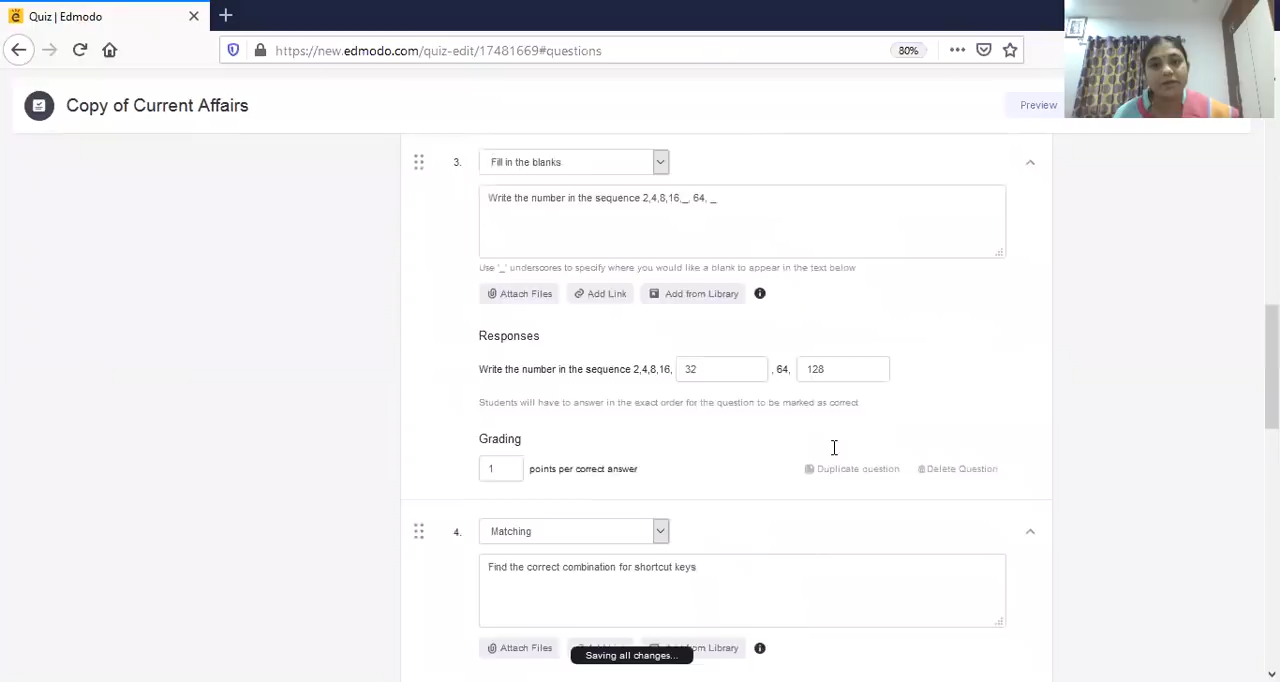 Quiz | Edmodo
https://new.edmodo.com/quiz-edit/17481669#questions
80%
Copy of Current Affairs
Preview
3.
Fill in the blanks
Write the number in the sequence 2,4,8,16,_, 64, _
Use '_' underscores to specify where you would like a blank to appear in the text below
Attach Files
Add Link
Add from Library
Responses
Write the number in the sequence 2,4,8,16, 32 , 64, 128
Students will have to answer in the exact order for the question to be marked as correct
Grading
1 points per correct answer
Duplicate question
Delete Question
4.
Matching
Find the correct combination for shortcut keys
Attach Files
from Library
Saving all changes...